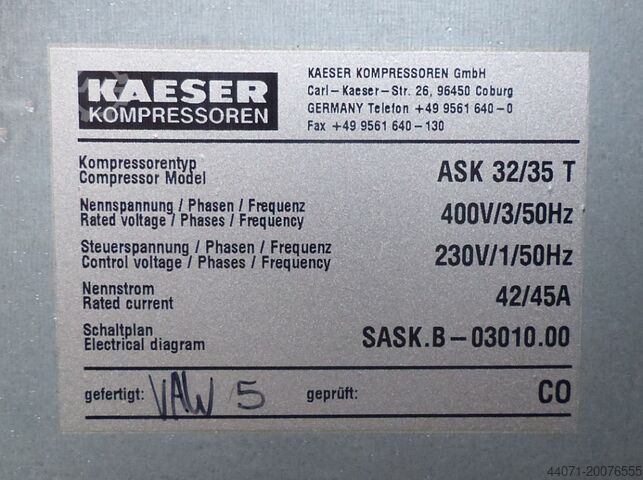 KAESER
KOMPRESSOREN
KAESER KOMPRESSOREN GmbH
Carl-Kaeser-Str. 26, 96450 Coburg
GERMANY Telefon +49 9561 640-0
Fax +49 9561 640-130
Kompressorentyp
Compressor Model
ASK 32/35 T
Nennspannung / Phasen / Frequenz
Rated voltage / Phases / Frequency
400V/3/50Hz
Steuerspannung / Phasen / Frequenz
Control voltage / Phases / Frequency
230V/1/50Hz
Nennstrom
Rated current
42/45A
Schaltplan
Electrical diagram
SASK.B-03010.00
gefertigt: VAW 5 geprüft: CO
44071-20076555